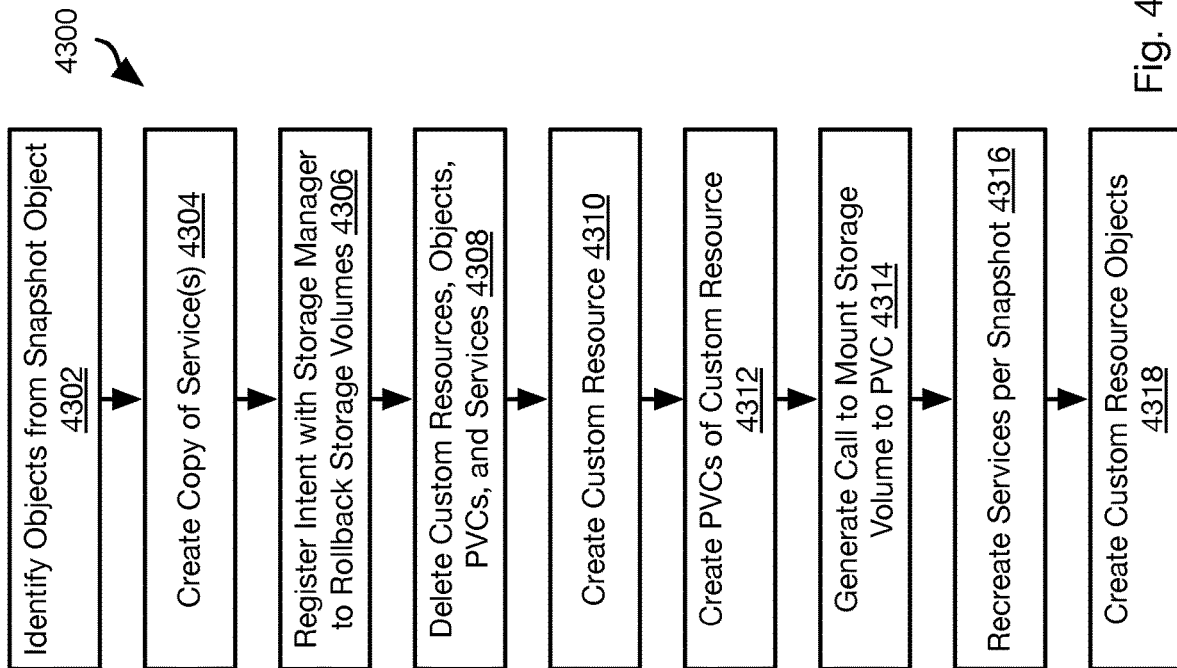 4300
Identify Objects from Snapshot Object
4302
Create Copy of Service(s) 4304
Register Intent with Storage Manager
to Rollback Storage Volumes 4306
Delete Custom Resources, Objects,
PVCs, and Services 4308
Create Custom Resource 4310
Create PVCs of Custom Resource
4312
Generate Call to Mount Storage
Volume to PVC 4314
Recreate Services per Snapshot 4316
Create Custom Resource Objects
4318
Fig. 4